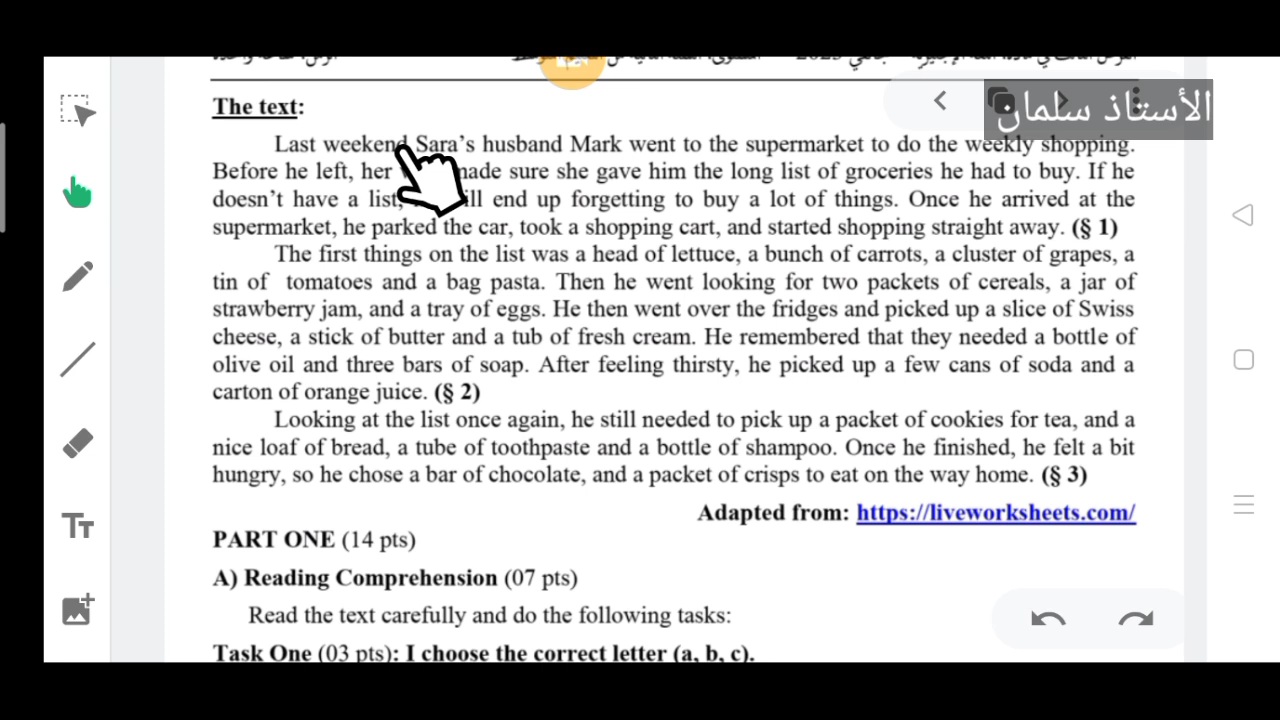 الأستاذ سلمان
The text:
Last weekend Sara's husband Mark went to the supermarket to do the weekly shopping.
Before he left, her made sure she gave him the long list of groceries he had to buy. If he
doesn't have a list, end up forgetting to buy a lot of things. Once he arrived at the
supermarket, he parked the car, took a shopping cart, and started shopping straight away. (§ 1)
The first things on the list was a head of lettuce, a bunch of carrots, a cluster of grapes, a
tin of tomatoes and a bag pasta. Then he went looking for two packets of cereals, a jar of
strawberry jam, and a tray of eggs. He then went over the fridges and picked up a slice of Swiss
cheese, a stick of butter and a tub of fresh cream. He remembered that they needed a bottle of
olive oil and three bars of soap. After feeling thirsty, he picked up a few cans of soda and a
carton of orange juice. (§ 2)
Looking at the list once again, he still needed to pick up a packet of cookies for tea, and a
nice loaf of bread, a tube of toothpaste and a bottle of shampoo. Once he finished, he felt a bit
hungry, so he chose a bar of chocolate, and a packet of crisps to eat on the way home. (§ 3)
Adapted from: https://liveworksheets.com/
PART ONE (14 pts)
A) Reading Comprehension (07 pts)
Read the text carefully and do the following tasks:
Task One (03 pts): I choose the correct letter (a, b, c).
TT